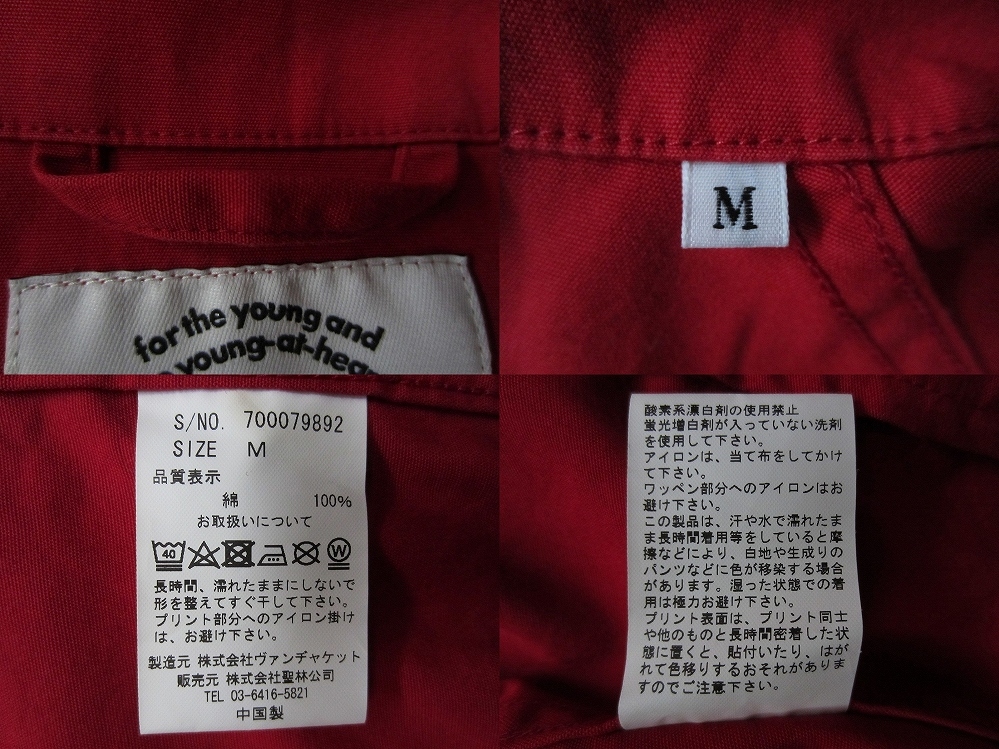 for the young and
young-at-hea
M
S/NO. 700079892
SIZE M
品質表示
綿 100%
お取扱いについて
40 W
長時間、濡れたままにしないで
形を整えてすぐ干して下さい。
プリント部分へのアイロン掛け
は、お避け下さい。
製造元 株式会社ヴァンヂャケット
販売元 株式会社聖林公司
TEL 03-6416-5821
中国製
酸素系漂白剤の使用禁止
蛍光増白剤が入っていない洗剤
を使用して下さい。
アイロンは、当て布をしてかけ
て下さい。
ワッペン部分へのアイロンはお
避け下さい。
この製品は、汗や水で濡れたま
ま長時間着用等をしていると摩
擦などにより、白地や生成りの
パンツなどに色が移染する場合
があります。湿った状態での着
用は極力お避け下さい。
プリント表面は、プリント同士
や他のものと長時間密着した状
態に置くと、貼付いたり、はが
れて色移りするおそれがありま
すのでご注意下さい。